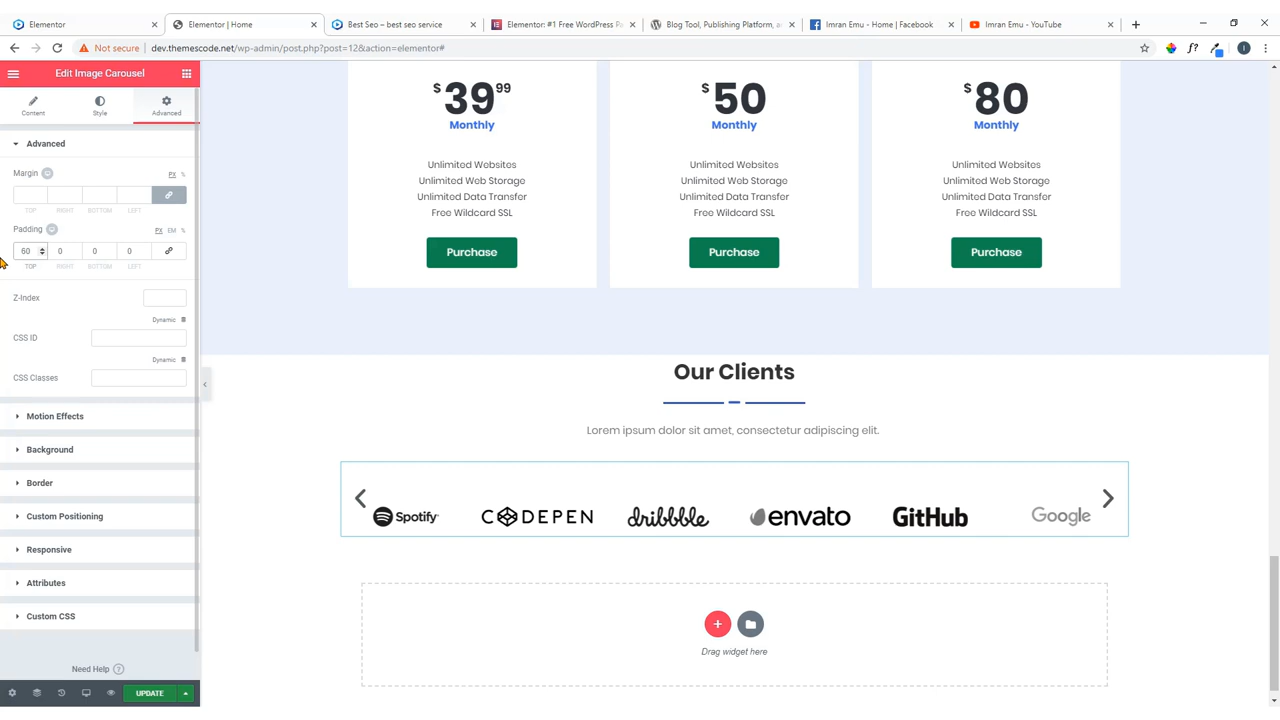 Elementor
Elementor | Home
Best Seo – best seo service
Elementor: #1 Free WordPress Pa
Blog Tool, Publishing Platform, a
Imran Emu - Home | Facebook
Imran Emu - YouTube
Not secure
dev.themescode.net/wp-admin/post.php?post=12&action=elementor#
f?
I
Edit Image Carousel
Content
Style
Advanced
Advanced
Margin
PX %
TOP RIGHT BOTTOM LEFT
Padding
PX EM %
60 0 0 0
TOP RIGHT BOTTOM LEFT
Z-Index
Dynamic
CSS ID
Dynamic
CSS Classes
Motion Effects
Background
Border
Custom Positioning
Responsive
Attributes
Custom CSS
Need Help ?
UPDATE
$ 39 99
Monthly
Unlimited Websites
Unlimited Web Storage
Unlimited Data Transfer
Free Wildcard SSL
Purchase
$ 50
Monthly
Unlimited Websites
Unlimited Web Storage
Unlimited Data Transfer
Free Wildcard SSL
Purchase
$ 80
Monthly
Unlimited Websites
Unlimited Web Storage
Unlimited Data Transfer
Free Wildcard SSL
Purchase
Our Clients
Lorem ipsum dolor sit amet, consectetur adipiscing elit.
Spotify CODEPEN dribbble envato GitHub Google
Drag widget here